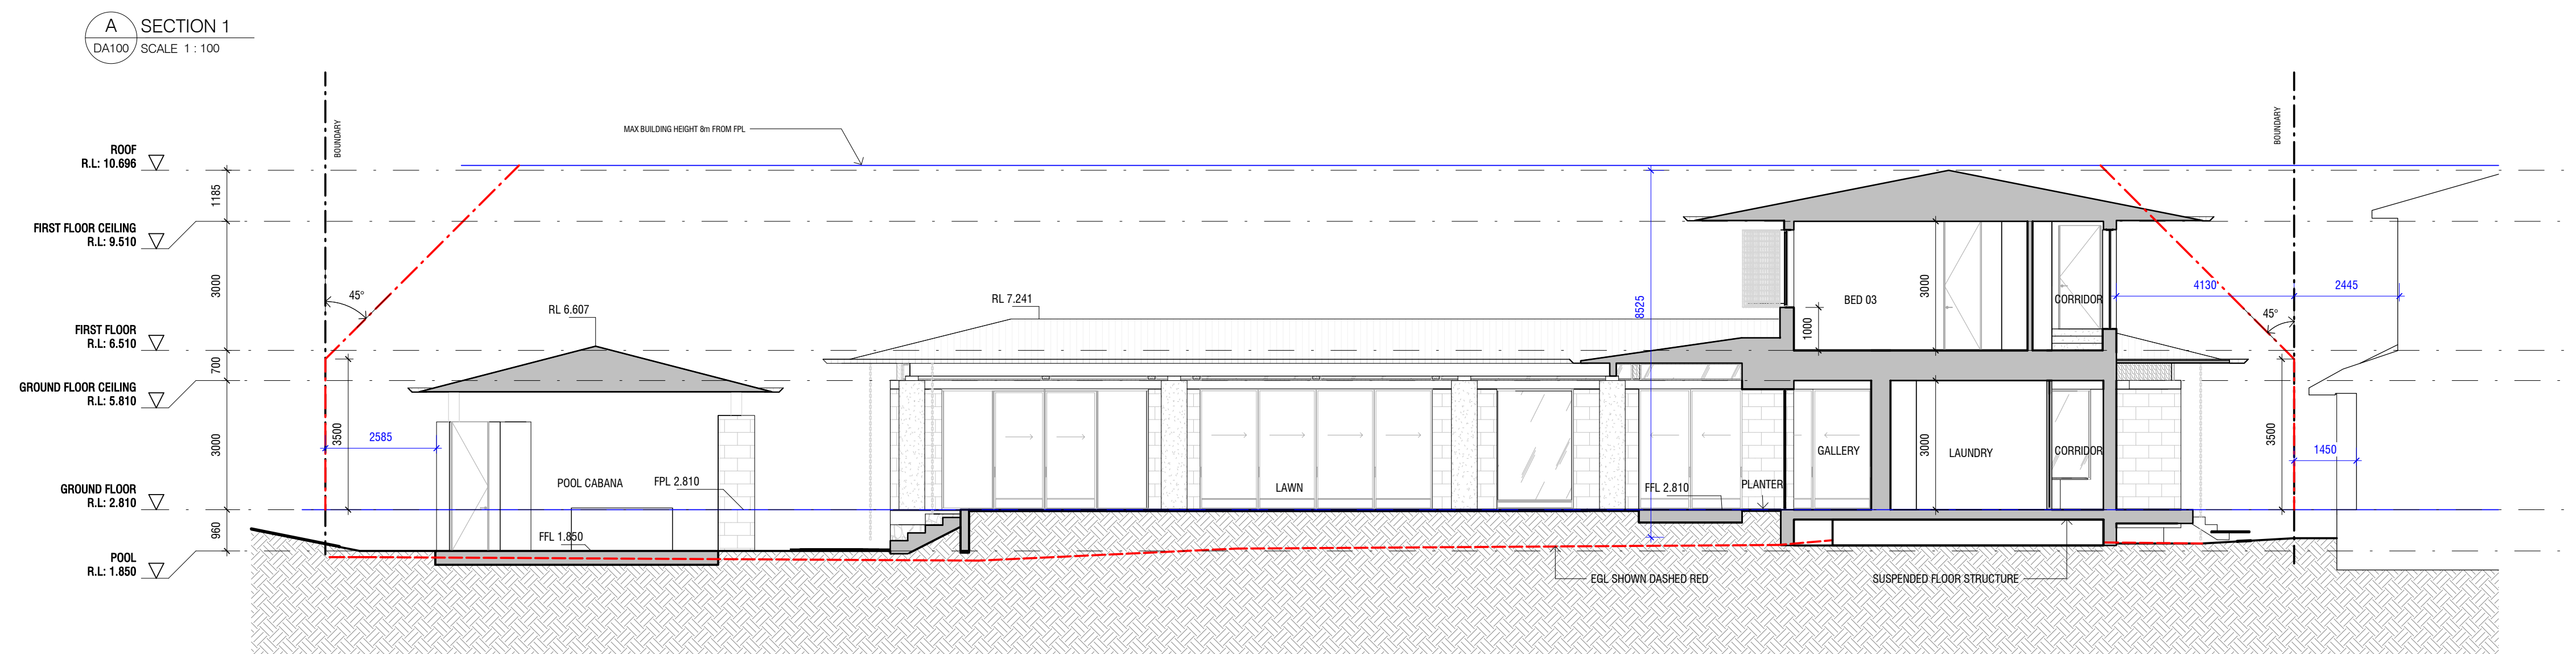 A SECTION 1
DA100 SCALE 1 : 100
BOUNDARY
BOUNDARY
MAX BUILDING HEIGHT 8m FROM FPL
ROOF
R.L: 10.696
1185
FIRST FLOOR CEILING
R.L: 9.510
3000
45°
RL 6.607
RL 7.241
8525
BED 03
3000
1000
CORRIDOR
4130
2445
45°
FIRST FLOOR
R.L: 6.510
700
GROUND FLOOR CEILING
R.L: 5.810
3000
3500
2585
POOL CABANA
FPL 2.810
LAWN
FFL 2.810
PLANTER
GALLERY
3000
LAUNDRY
CORRIDOR
3500
1450
GROUND FLOOR
R.L: 2.810
960
FFL 1.850
POOL
R.L: 1.850
EGL SHOWN DASHED RED
SUSPENDED FLOOR STRUCTURE